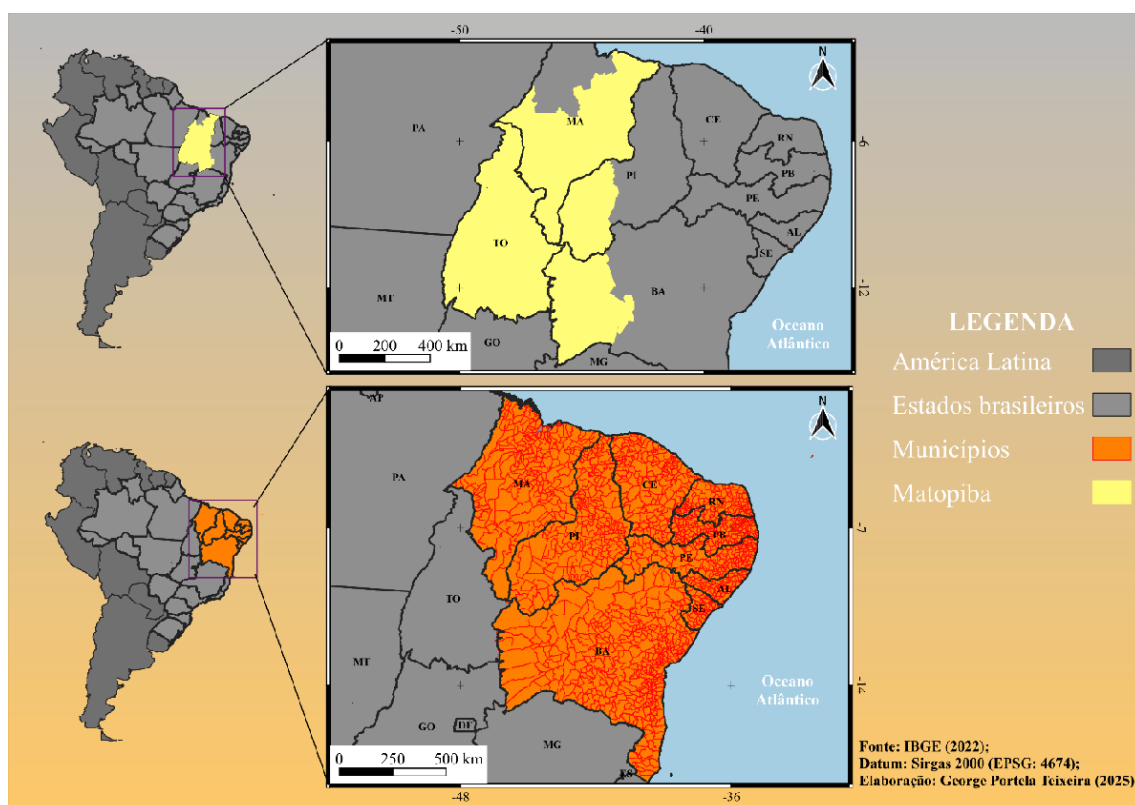 -50
-40
N
PA
MA
CE
RN
-6
PI
PB
PE
TO
AL
SE
MT
BA
-12
GO
Oceano
Atlântico
0 200 400 km
MG
LEGENDA
América Latina
Estados brasileiros
Municípios
Matopiba
AP
N
PA
MA
CE
RN
-7
PI
PB
PE
TO
AL
SE
MT
BA
Oceano
Atlântico
-14
GO
DF
MG
0 250 500 km
ES
-48
-36
Fonte: IBGE (2022);
Datum: Sirgas 2000 (EPSG: 4674);
Elaboração: George Portela Teixeira (2025)